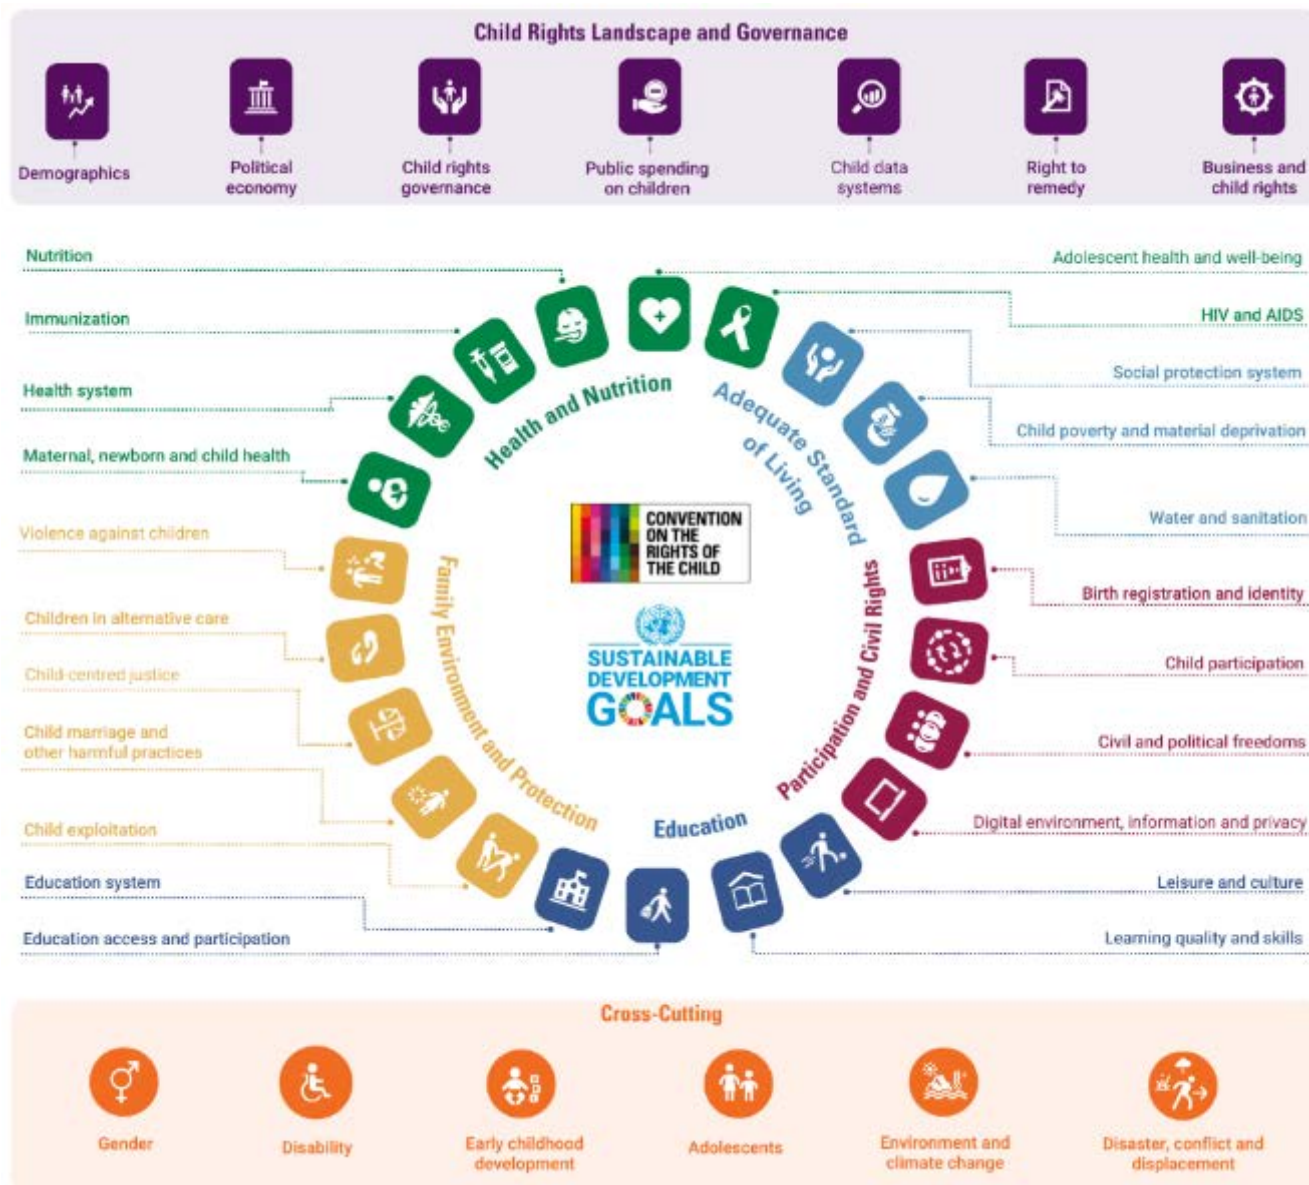 Child Rights Landscape and Governance
Demographics
Political
economy
Child rights
governance
Public spending
on children
Child data
systems
Right to
remedy
Business and
child rights
Nutrition
Immunization
Health system
Maternal, newborn and child health
Violence against children
Children in alternative care
Child-centred justice
Child marriage and
other harmful practices
Child exploitation
Education system
Education access and participation
Adolescent health and well-being
HIV and AIDS
Social protection system
Child poverty and material deprivation
Water and sanitation
Birth registration and identity
Child participation
Civil and political freedoms
Digital environment, information and privacy
Leisure and culture
Learning quality and skills
Health and Nutrition
Adequate Standard
of Living
Participation and Civil Rights
Education
Family Environment and Protection
CONVENTION
ON THE
RIGHTS OF
THE CHILD
SUSTAINABLE
DEVELOPMENT
GOALS
Cross-Cutting
Gender
Disability
Early childhood
development
Adolescents
Environment and
climate change
Disaster, conflict and
displacement